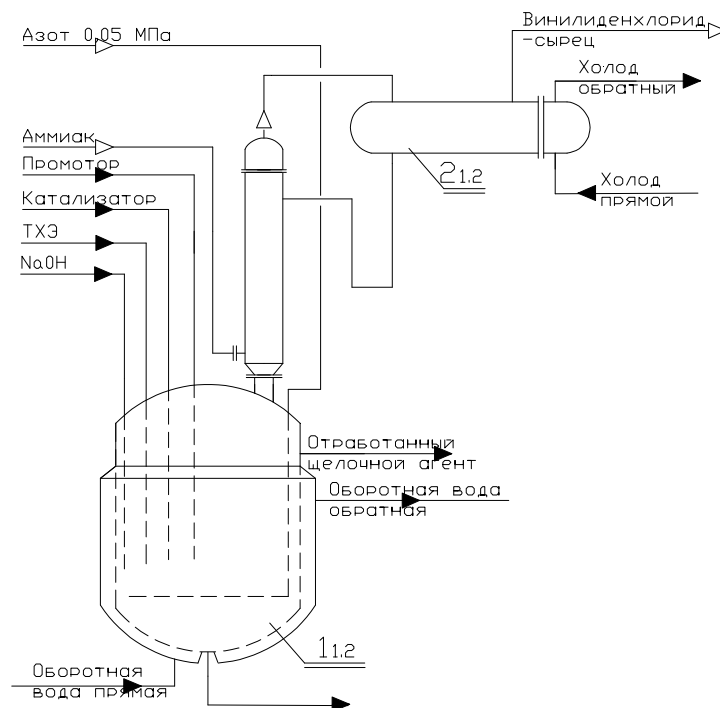 Азот 0,05 МПа
Винилиденхлорид
-сырец
Холод
обратный
Аммиак
Промотор
2 1.2
Холод
прямой
Катализатор
ТХЭ
NaOH
Отработанный
щелочной агент
Оборотная вода
обратная
1 1.2
Оборотная
вода прямая